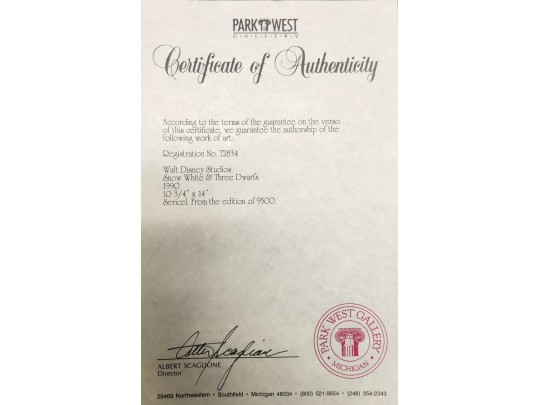 PARK WEST
GALLERY
Certificate of Authenticity
According to the terms of the guarantee on the verso
of this certificate, we guarantee the authorship of the
following work of art:
Registration No. 72834
Walt Disney Studios
Snow White & Three Dwarfs
1990
10 3/4" x 14"
Sericel. From the edition of 9500.
ALBERT SCAGLIONE
Director
PARK WEST GALLERY
• MICHIGAN •
29469 Northwestern • Southfield • Michigan 48034 • (800) 521-9654 • (248) 354-2343